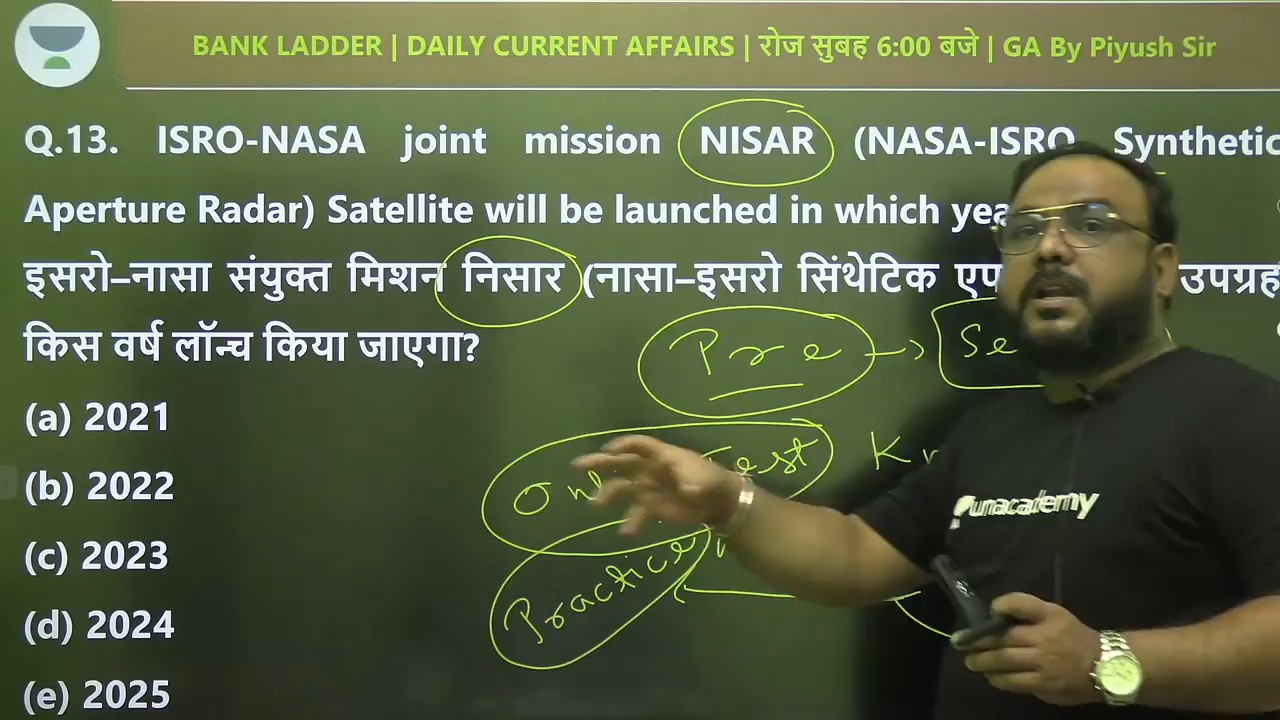 BANK LADDER | DAILY CURRENT AFFAIRS | रोज सुबह 6:00 बजे | GA By Piyush Sir
Q.13. ISRO-NASA joint mission NISAR (NASA-ISRO Synthetic
Aperture Radar) Satellite will be launched in which
इसरो–नासा संयुक्त मिशन निसार (नासा–इसरो सिंथेटिक उपग्रह
किस वर्ष लॉन्च किया जाएगा?
Pre
(a) 2021
(b) 2022
(c) 2023
Practice
(d) 2024
(e) 2025
unacademy